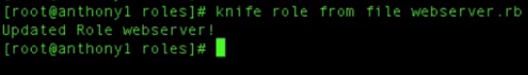 [root@anthony1 roles]# knife role from file webserver.rb
Updated Role webserver!
[root@anthony1 roles]#